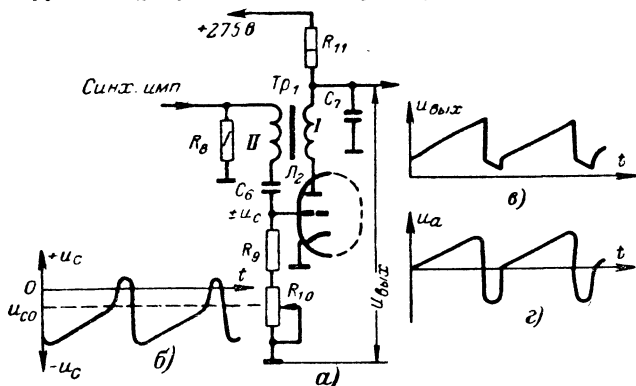 +275в
R11
Синх. имп
Тр1
C7
R8
II
I
Л2
C6
±uc
R9
R10
uвых
а)
+uc
0
t
uco
-uc
б)
uвых
t
в)
ua
t
г)